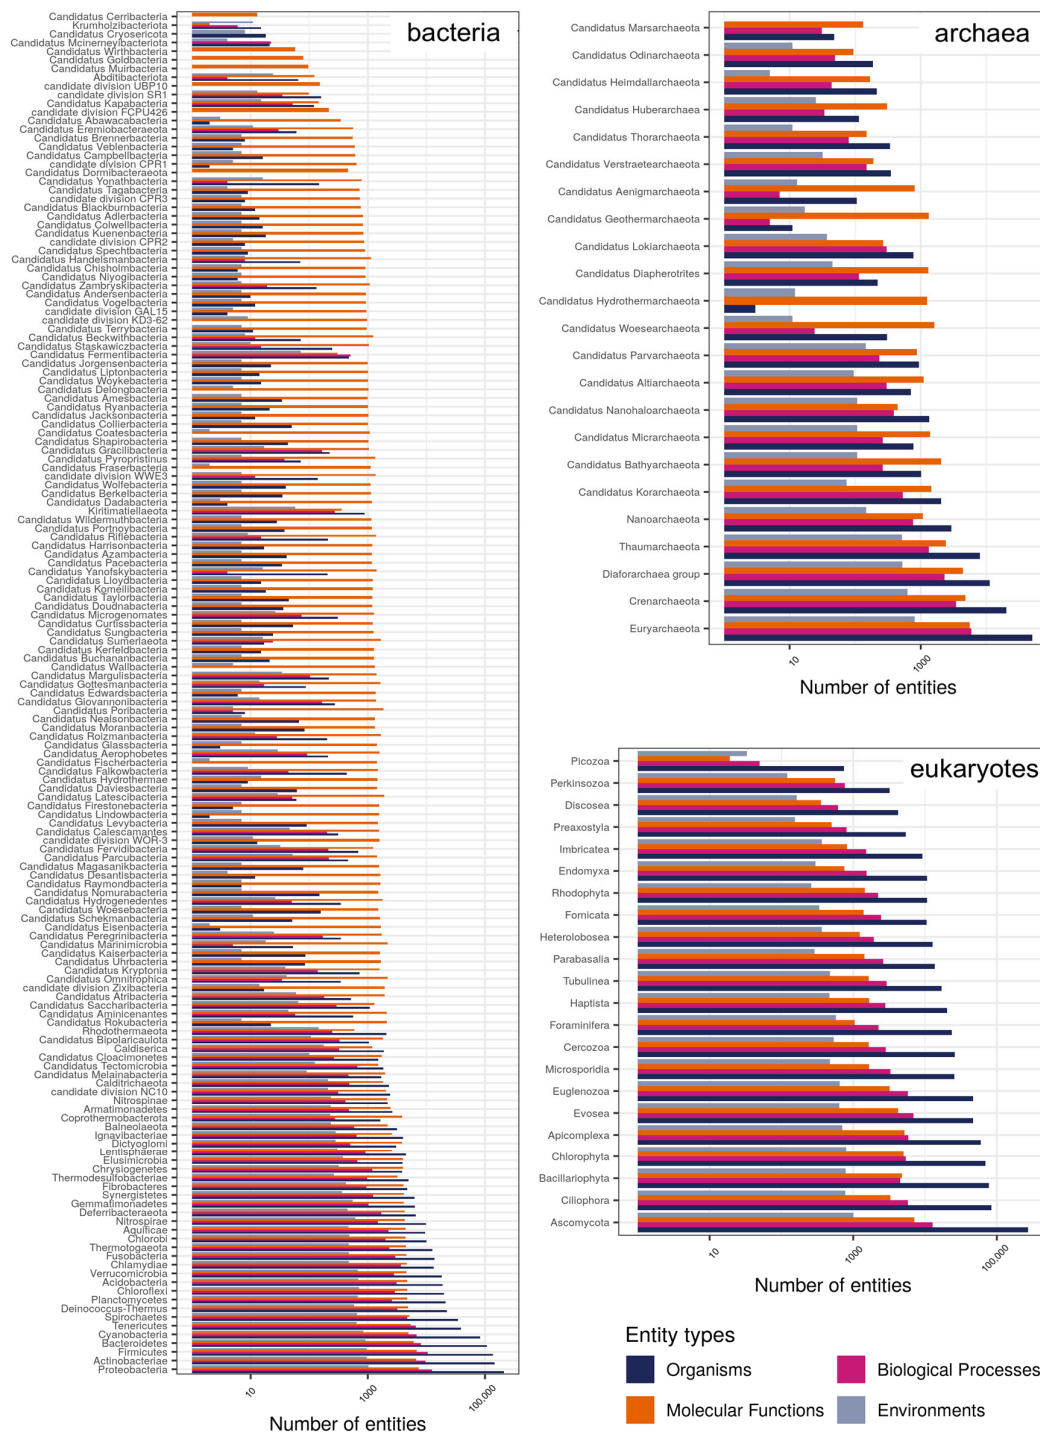 bacteria
Candidatus Cerribacteria
Krumholzibacteriota
Candidatus Cryosericota
Candidatus Mcinerneyibacteriota
Candidatus Wirthbacteria
Candidatus Goldbacteria
Candidatus Muirbacteria
Abditibacteriota
candidate division UBP10
candidate division SR1
Candidatus Kapabacteria
candidate division FCPU426
Candidatus Abawacabacteria
Candidatus Eremiobacteraeota
Candidatus Brennerbacteria
Candidatus Veblenbacteria
Candidatus Campbellbacteria
candidate division CPR1
Candidatus Dormibacteraeota
Candidatus Yonathbacteria
Candidatus Tagabacteria
candidate division CPR3
Candidatus Blackburnbacteria
Candidatus Adlerbacteria
Candidatus Colwellbacteria
Candidatus Kuenenbacteria
candidate division CPR2
Candidatus Spechtbacteria
Candidatus Handelsmanbacteria
Candidatus Chisholmbacteria
Candidatus Niyogibacteria
Candidatus Zambryskibacteria
Candidatus Andersenbacteria
Candidatus Vogelbacteria
candidate division GAL15
candidate division KD3-62
Candidatus Terrybacteria
Candidatus Beckwithbacteria
Candidatus Staskawiczbacteria
Candidatus Fermentibacteria
Candidatus Jorgensenbacteria
Candidatus Liptonbacteria
Candidatus Woykebacteria
Candidatus Delongbacteria
Candidatus Amesbacteria
Candidatus Ryanbacteria
Candidatus Jacksonbacteria
Candidatus Collierbacteria
Candidatus Coatesbacteria
Candidatus Shapirobacteria
Candidatus Gracilibacteria
Candidatus Pyropristinus
Candidatus Fraserbacteria
candidate division WWE3
Candidatus Wolfebacteria
Candidatus Berkelbacteria
Candidatus Dadabacteria
Kiritimatiellaeota
Candidatus Wildermuthbacteria
Candidatus Portnoybacteria
Candidatus Riflebacteria
Candidatus Harrisonbacteria
Candidatus Azambacteria
Candidatus Pacebacteria
Candidatus Yanofskybacteria
Candidatus Lloydbacteria
Candidatus Komeilibacteria
Candidatus Taylorbacteria
Candidatus Doudnabacteria
Candidatus Microgenomates
Candidatus Curtissbacteria
Candidatus Sungbacteria
Candidatus Sumerlaeota
Candidatus Kerfeldbacteria
Candidatus Buchananbacteria
Candidatus Wallbacteria
Candidatus Margulisbacteria
Candidatus Gottesmanbacteria
Candidatus Edwardsbacteria
Candidatus Giovannonibacteria
Candidatus Poribacteria
Candidatus Nealsonbacteria
Candidatus Moranbacteria
Candidatus Roizmanbacteria
Candidatus Glassbacteria
Candidatus Aerophobetes
Candidatus Fischerbacteria
Candidatus Falkowbacteria
Candidatus Hydrothermae
Candidatus Daviesbacteria
Candidatus Latescibacteria
Candidatus Firestonebacteria
Candidatus Lindowbacteria
Candidatus Levybacteria
Candidatus Calescamantes
candidate division WOR-3
Candidatus Fervidibacteria
Candidatus Parcubacteria
Candidatus Magasanikbacteria
Candidatus Desantisbacteria
Candidatus Raymondbacteria
Candidatus Nomurabacteria
Candidatus Hydrogenedentes
Candidatus Woesebacteria
Candidatus Schekmanbacteria
Candidatus Eisenbacteria
Candidatus Peregrinibacteria
Candidatus Marinimicrobia
Candidatus Kaiserbacteria
Candidatus Uhrbacteria
Candidatus Kryptonia
Candidatus Omnitrophica
candidate division Zixibacteria
Candidatus Atribacteria
Candidatus Saccharibacteria
Candidatus Aminicenantes
Candidatus Rokubacteria
Rhodothermaeota
Candidatus Bipolaricaulota
Caldiserica
Candidatus Cloacimonetes
Candidatus Tectomicrobia
Candidatus Melainabacteria
Calditrichaeota
candidate division NC10
Nitrospinae
Armatimonadetes
Coprothermobacterota
Balneolaeota
Ignavibacteriae
Dictyoglomi
Lentisphaerae
Elusimicrobia
Chrysiogenetes
Thermodesulfobacteriae
Fibrobacteres
Synergistetes
Gemmatimonadetes
Deferribacteraeota
Nitrospirae
Aquificae
Chlorobi
Thermotogaeota
Fusobacteria
Chlamydiae
Verrucomicrobia
Acidobacteria
Chloroflexi
Planctomycetes
Deinococcus-Thermus
Spirochaetes
Tenericutes
Cyanobacteria
Bacteroidetes
Firmicutes
Actinobacteriae
Proteobacteria
10
1000
100,000
Number of entities
archaea
Candidatus Marsarchaeota
Candidatus Odinarchaeota
Candidatus Heimdallarchaeota
Candidatus Huberarchaea
Candidatus Thorarchaeota
Candidatus Verstraetearchaeota
Candidatus Aenigmarchaeota
Candidatus Geothermarchaeota
Candidatus Lokiarchaeota
Candidatus Diapherotrites
Candidatus Hydrothermarchaeota
Candidatus Woesearchaeota
Candidatus Parvarchaeota
Candidatus Altiarchaeota
Candidatus Nanohaloarchaeota
Candidatus Micrarchaeota
Candidatus Bathyarchaeota
Candidatus Korarchaeota
Nanoarchaeota
Thaumarchaeota
Diaforarchaea group
Crenarchaeota
Euryarchaeota
10
1000
Number of entities
eukaryotes
Picozoa
Perkinsozoa
Discosea
Preaxostyla
Imbricatea
Endomyxa
Rhodophyta
Fornicata
Heterolobosea
Parabasalia
Tubulinea
Haptista
Foraminifera
Cercozoa
Microsporidia
Euglenozoa
Evosea
Apicomplexa
Chlorophyta
Bacillariophyta
Ciliophora
Ascomycota
10
1000
100,000
Number of entities
Entity types
Organisms
Biological Processes
Molecular Functions
Environments